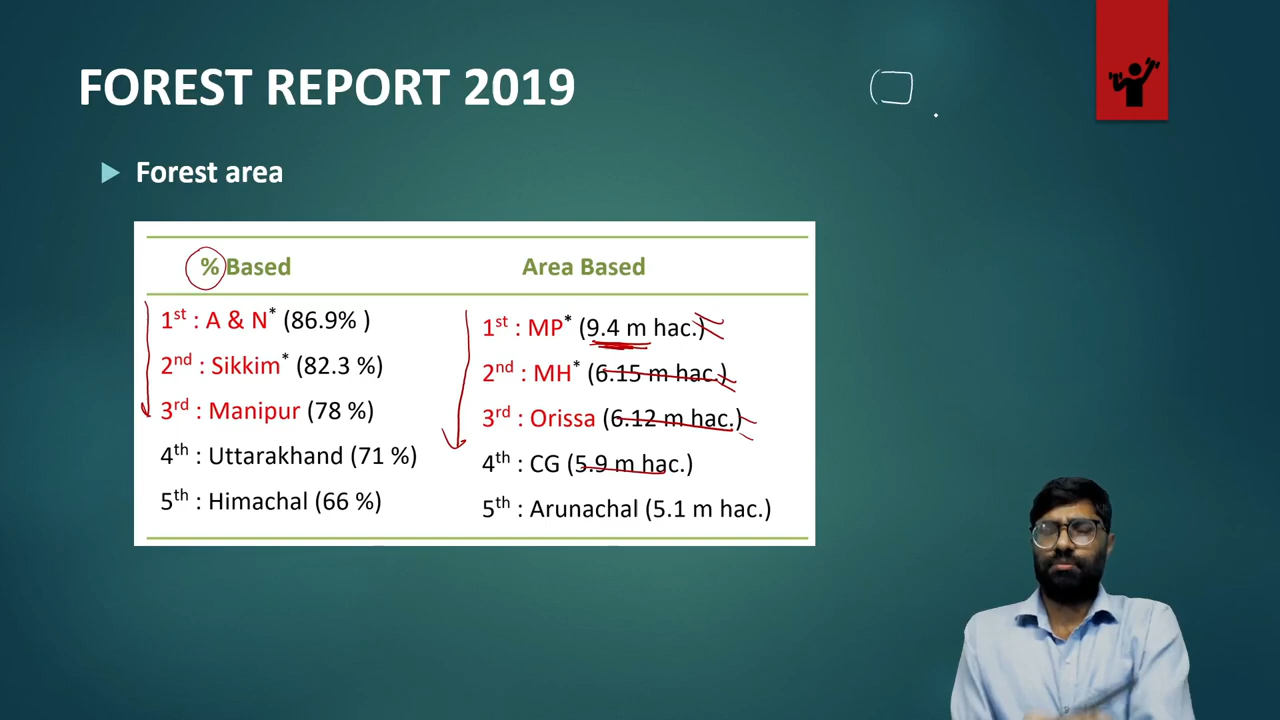 FOREST REPORT 2019
Forest area
% Based
Area Based
1st : A & N* (86.9% )
2nd : Sikkim* (82.3 %)
3rd : Manipur (78 %)
4th : Uttarakhand (71 %)
5th : Himachal (66 %)
1st : MP* (9.4 m hac.)
2nd : MH* (6.15 m hac.)
3rd : Orissa (6.12 m hac.)
4th : CG (5.9 m hac.)
5th : Arunachal (5.1 m hac.)